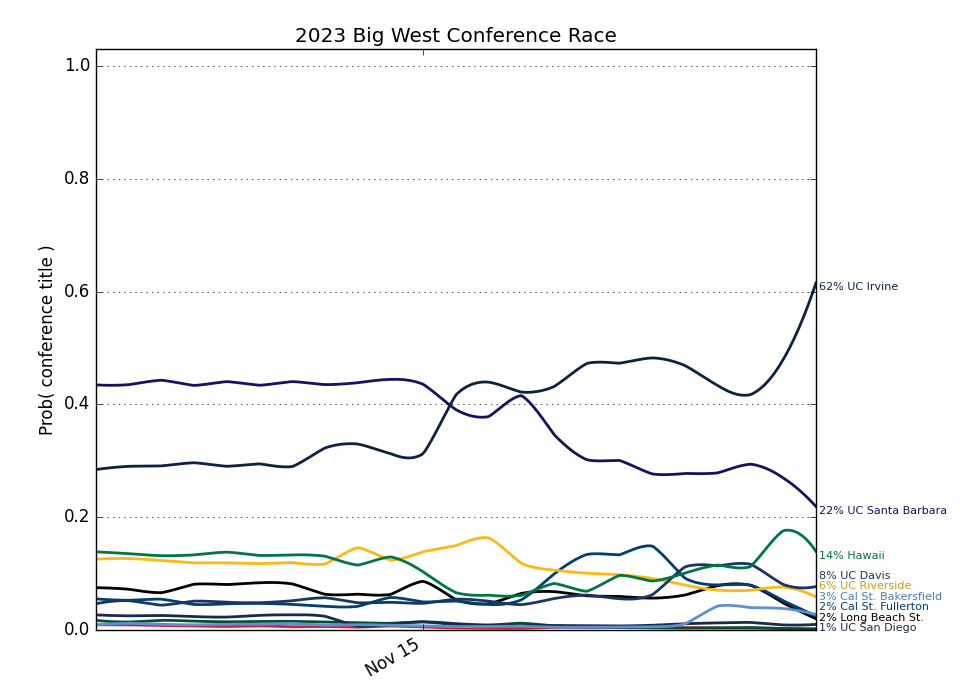 2023 Big West Conference Race
Prob( conference title )
1.0
0.8
0.6
0.4
0.2
0.0
Nov 15
62% UC Irvine
22% UC Santa Barbara
14% Hawaii
8% UC Davis
6% UC Riverside
3% Cal St. Bakersfield
2% Cal St. Fullerton
2% Long Beach St.
1% UC San Diego